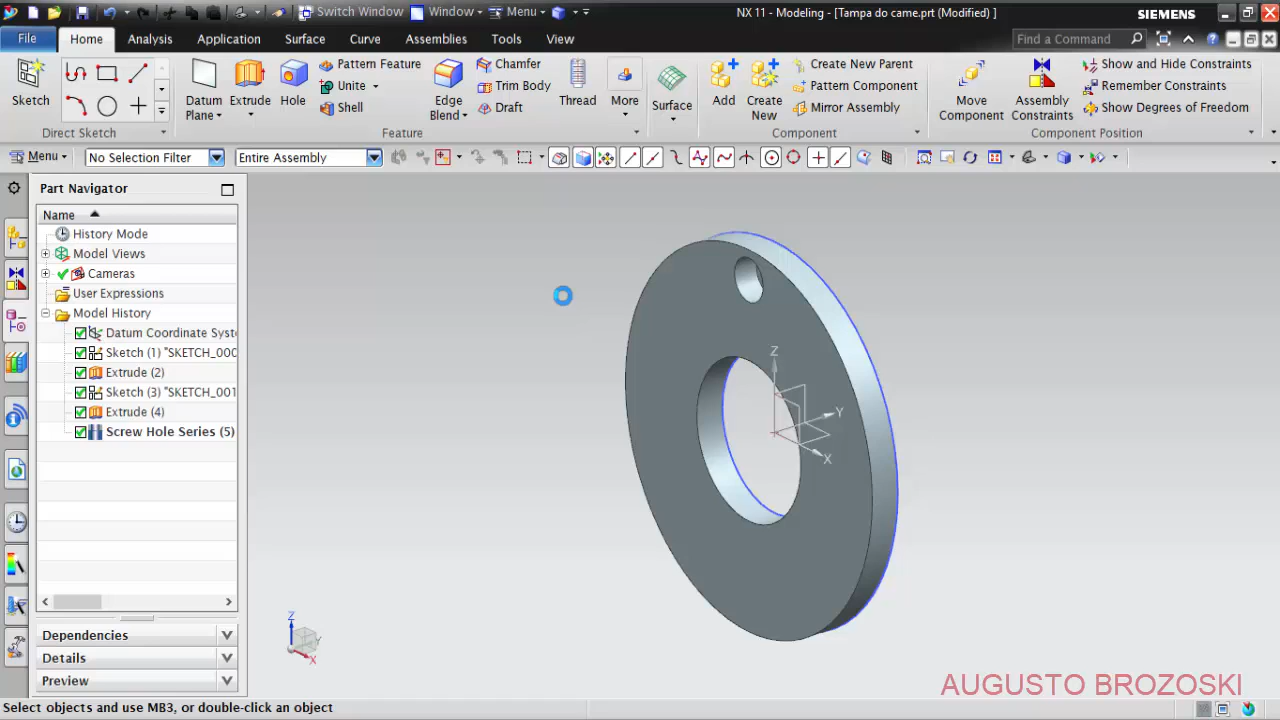 Switch Window
Window
Menu
NX 11 - Modeling - [Tampa do came.prt (Modified) ]
SIEMENS
File
Home
Analysis
Application
Surface
Curve
Assemblies
Tools
View
Find a Command
Sketch
Direct Sketch
Datum
Plane
Extrude
Hole
Pattern Feature
Unite
Shell
Edge
Blend
Chamfer
Trim Body
Draft
Thread
More
Feature
Surface
Add
Create
New
Create New Parent
Pattern Component
Mirror Assembly
Component
Move
Component
Assembly
Constraints
Show and Hide Constraints
Remember Constraints
Show Degrees of Freedom
Component Position
Menu
No Selection Filter
Entire Assembly
Part Navigator
Name
History Mode
Model Views
Cameras
User Expressions
Model History
Datum Coordinate Syst
Sketch (1) "SKETCH_000
Extrude (2)
Sketch (3) "SKETCH_001
Extrude (4)
Screw Hole Series (5)
Dependencies
Details
Preview
Z
Y
X
Z
Y
X
AUGUSTO BROZOSKI
Select objects and use MB3, or double-click an object